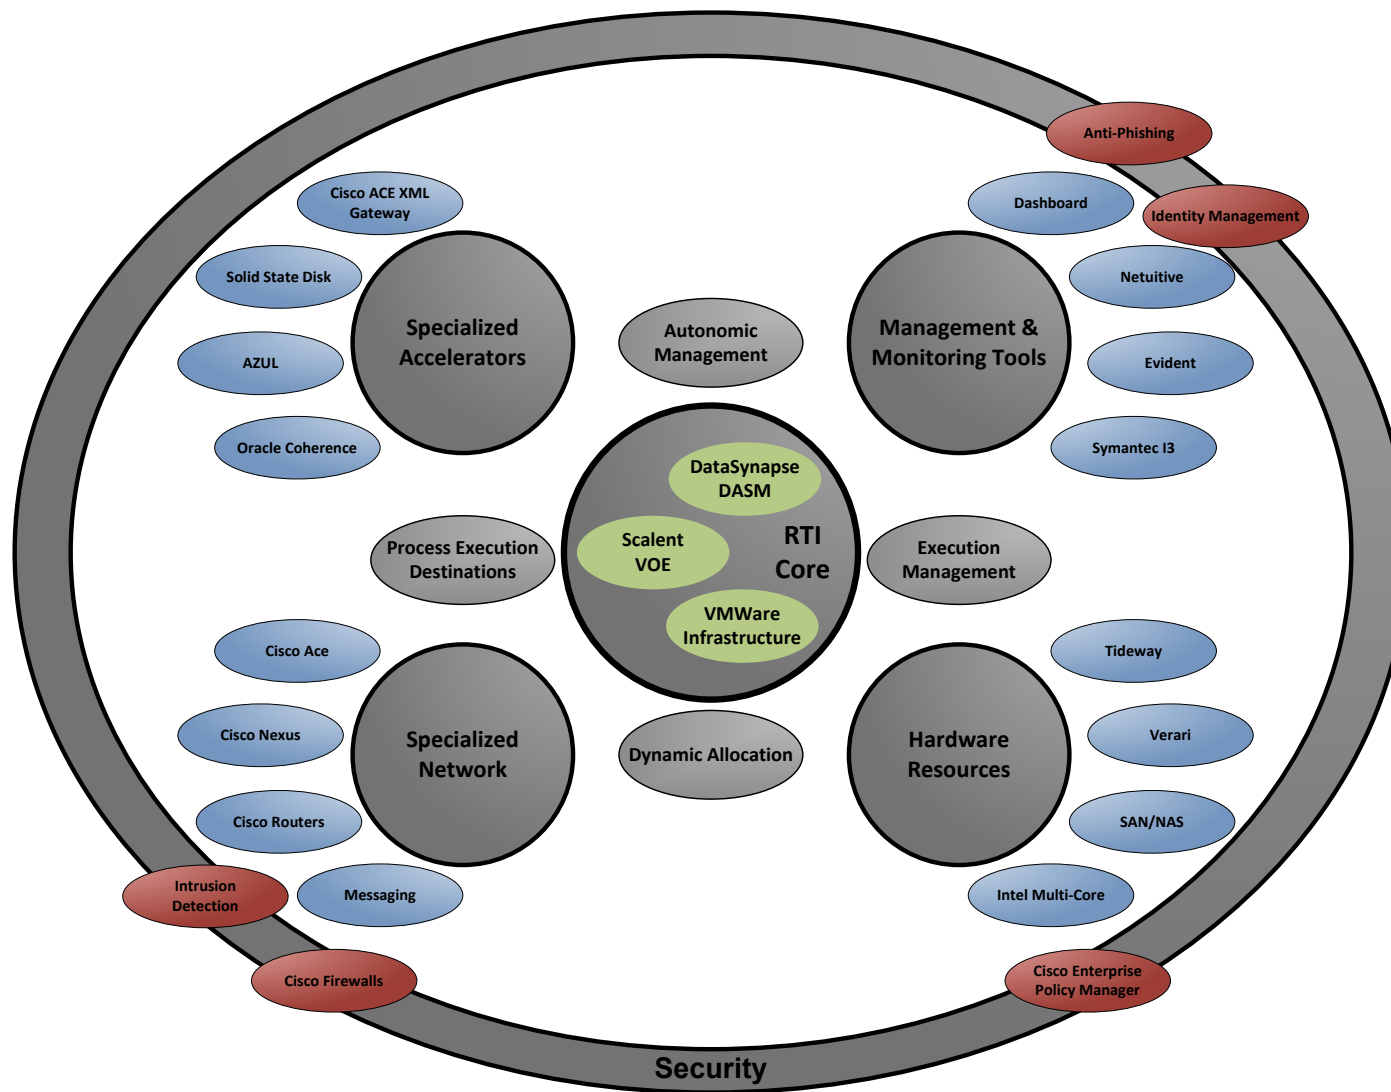 Anti-Phishing
Cisco ACE XML
Gateway
Dashboard
Identity Management
Solid State Disk
Netuitive
Specialized
Accelerators
Autonomic
Management
Management &
Monitoring Tools
AZUL
Evident
Oracle Coherence
Symantec I3
DataSynapse
DASM
Process Execution
Destinations
Scalent
VOE
RTI
Core
Execution
Management
VMWare
Infrastructure
Cisco Ace
Tideway
Cisco Nexus
Specialized
Network
Dynamic Allocation
Hardware
Resources
Verari
Cisco Routers
SAN/NAS
Intrusion
Detection
Messaging
Intel Multi-Core
Cisco Firewalls
Cisco Enterprise
Policy Manager
Security